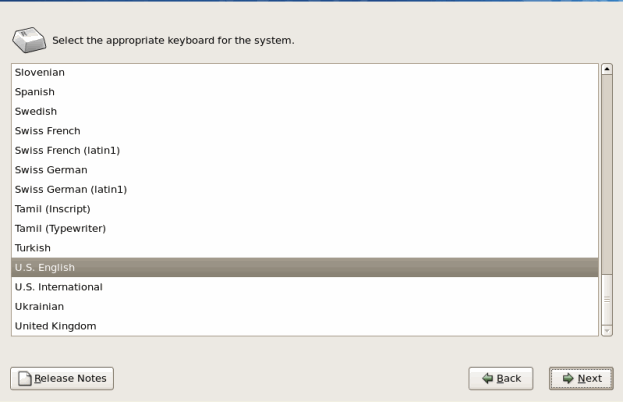 Select the appropriate keyboard for the system.
Slovenian
Spanish
Swedish
Swiss French
Swiss French (latin1)
Swiss German
Swiss German (latin1)
Tamil (Inscript)
Tamil (Typewriter)
Turkish
U.S. English
U.S. International
Ukrainian
United Kingdom
Release Notes
Back
Next